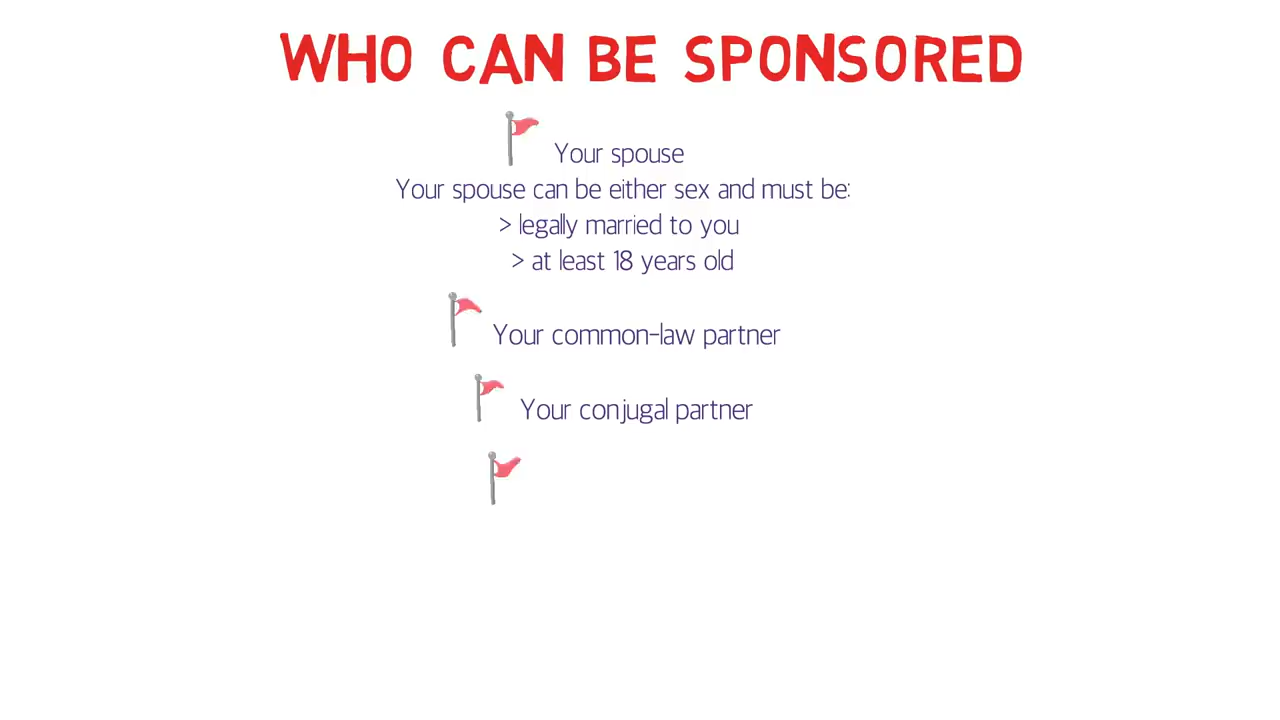 WHO CAN BE SPONSORED
Your spouse
Your spouse can be either sex and must be:
> legally married to you
> at least 18 years old
Your common-law partner
Your conjugal partner